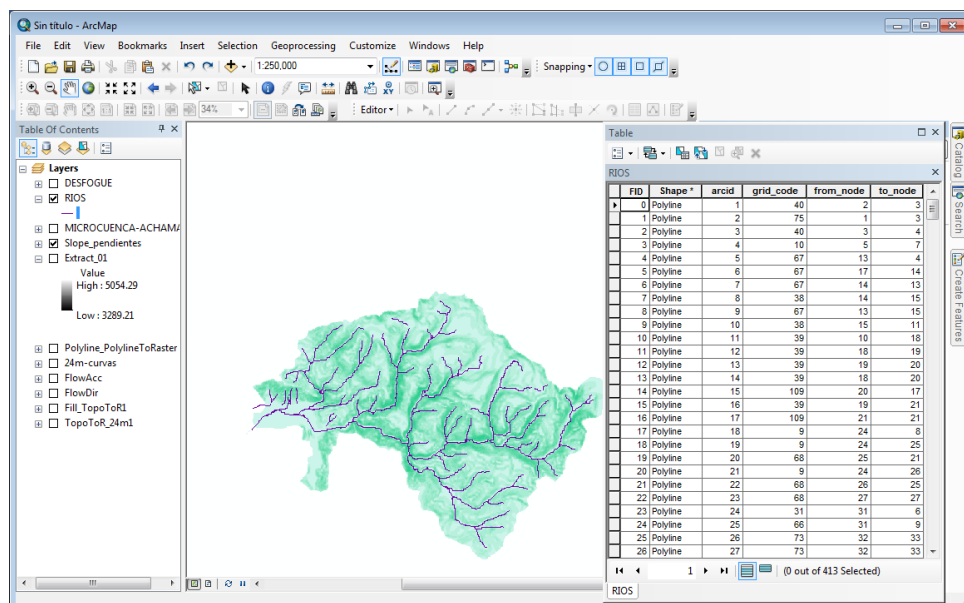 Sin título - ArcMap
File Edit View Bookmarks Insert Selection Geoprocessing Customize Windows Help
1:250,000 Snapping
34% Editor
Table Of Contents
Layers
DESFOGUE
RIOS
MICROCUENCA-ACHAMA
Slope_pendientes
Extract_01
Value
High : 5054.29
Low : 3289.21
Polyline_PolylineToRaster
24m-curvas
FlowAcc
FlowDir
Fill_TopoToR1
TopoToR_24m1
Table
RIOS
FID Shape * arcid grid_code from_node to_node
0 Polyline 1 40 2 3
1 Polyline 2 75 1 3
2 Polyline 3 40 3 4
3 Polyline 4 10 5 7
4 Polyline 5 67 13 4
5 Polyline 6 67 17 14
6 Polyline 7 67 14 13
7 Polyline 8 38 14 15
8 Polyline 9 67 13 15
9 Polyline 10 38 15 11
10 Polyline 11 39 10 18
11 Polyline 12 39 18 19
12 Polyline 13 39 19 20
13 Polyline 14 39 18 20
14 Polyline 15 109 20 17
15 Polyline 16 39 19 21
16 Polyline 17 109 21 21
17 Polyline 18 9 24 8
18 Polyline 19 9 24 25
19 Polyline 20 68 25 21
20 Polyline 21 9 24 26
21 Polyline 22 68 26 25
22 Polyline 23 68 27 27
23 Polyline 24 31 31 6
24 Polyline 25 66 31 9
25 Polyline 26 73 32 33
26 Polyline 27 73 32 33
1 (0 out of 413 Selected)
RIOS
Catalog
Search
Create Features